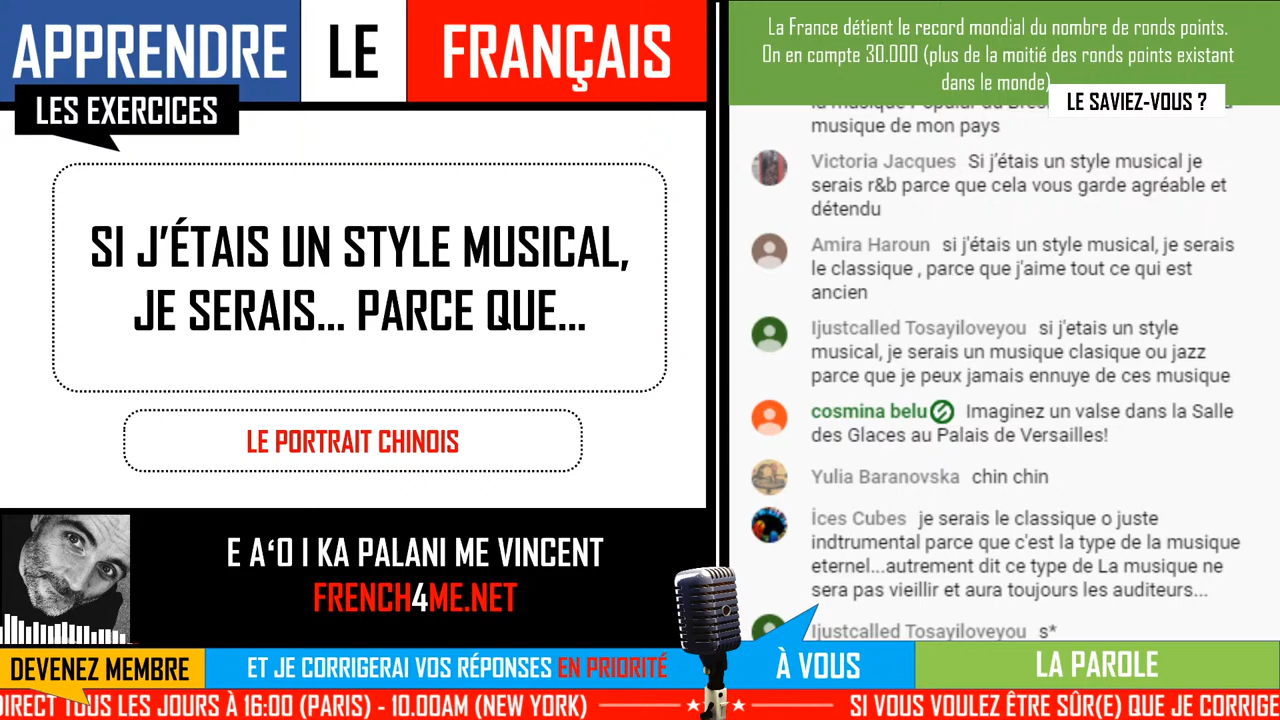 APPRENDRE LE FRANÇAIS
LES EXERCICES
SI J'ÉTAIS UN STYLE MUSICAL,
JE SERAIS... PARCE QUE...
LE PORTRAIT CHINOIS
E AʻO I KA PALANI ME VINCENT
FRENCH4ME.NET
DEVENEZ MEMBRE
ET JE CORRIGERAI VOS RÉPONSES EN PRIORITÉ
La France détient le record mondial du nombre de ronds points.
On en compte 30.000 (plus de la moitié des ronds points existant
dans le monde)
LE SAVIEZ-VOUS ?
musique de mon pays
Victoria Jacques Si j'étais un style musical je
serais r&b parce que cela vous garde agréable et
détendu
Amira Haroun si j'étais un style musical, je serais
le classique , parce que j'aime tout ce qui est
ancien
Ijustcalled Tosayiloveyou si j'etais un style
musical, je serais un musique clasique ou jazz
parce que je peux jamais ennuye de ces musique
cosmina belu Imaginez un valse dans la Salle
des Glaces au Palais de Versailles!
Yulia Baranovska chin chin
İces Cubes je serais le classique o juste
indtrumental parce que c'est la type de la musique
eternel...autrement dit ce type de La musique ne
sera pas vieillir et aura toujours les auditeurs...
Ijustcalled Tosayiloveyou s*
À VOUS
LA PAROLE
DIRECT TOUS LES JOURS À 16:00 (PARIS) - 10.00AM (NEW YORK) SI VOUS VOULEZ ÊTRE SÛR(E) QUE JE CORRIGE